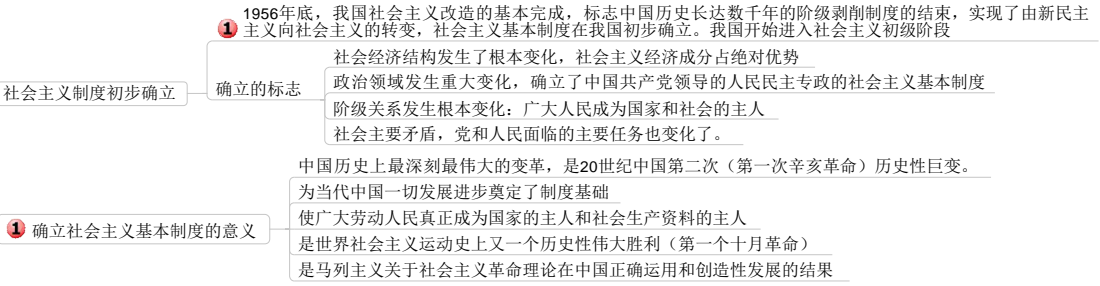 社会主义制度初步确立
1 1956年底，我国社会主义改造的基本完成，标志中国历史长达数千年的阶级剥削制度的结束，实现了由新民主
主义向社会主义的转变，社会主义基本制度在我国初步确立。我国开始进入社会主义初级阶段
确立的标志
社会经济结构发生了根本变化，社会主义经济成分占绝对优势
政治领域发生重大变化，确立了中国共产党领导的人民民主专政的社会主义基本制度
阶级关系发生根本变化：广大人民成为国家和社会的主人
社会主要矛盾，党和人民面临的主要任务也变化了。
1 确立社会主义基本制度的意义
中国历史上最深刻最伟大的变革，是20世纪中国第二次（第一次辛亥革命）历史性巨变。
为当代中国一切发展进步奠定了制度基础
使广大劳动人民真正成为国家的主人和社会生产资料的主人
是世界社会主义运动史上又一个历史性伟大胜利（第一个十月革命）
是马列主义关于社会主义革命理论在中国正确运用和创造性发展的结果